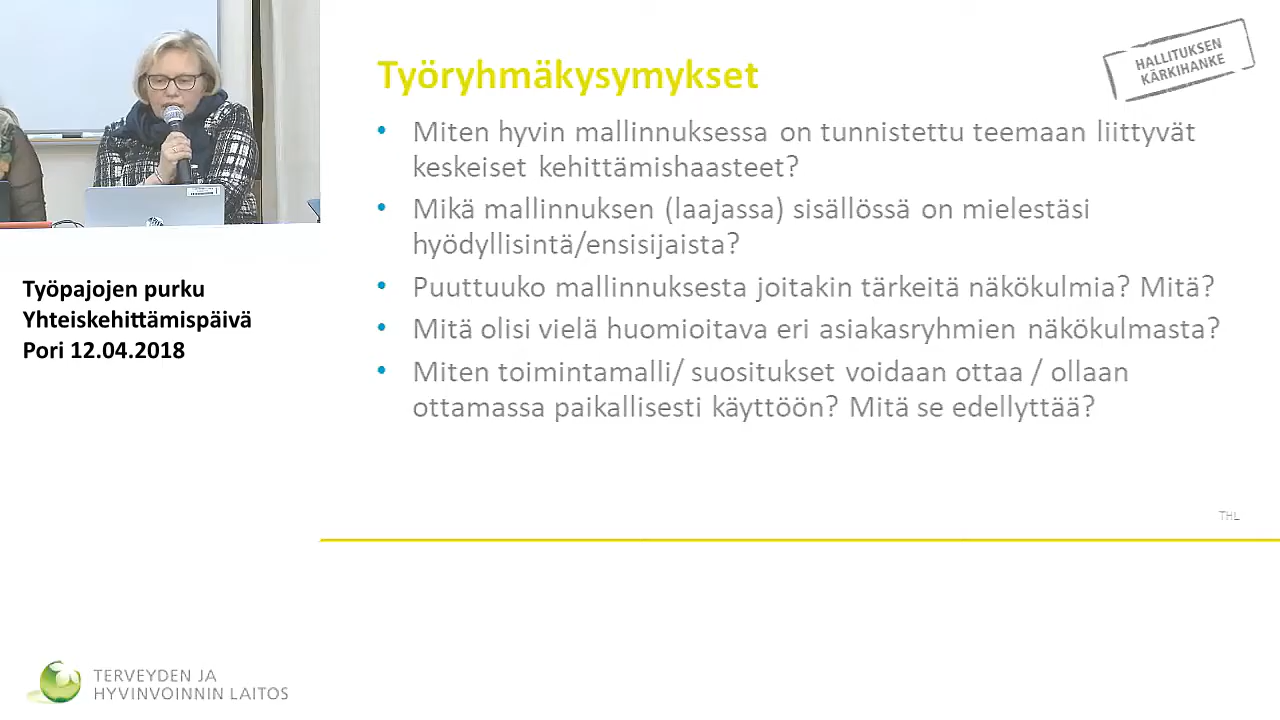 Työryhmäkysymykset
HALLITUKSEN
KÄRKIHANKE
• Miten hyvin mallinnuksessa on tunnistettu teemaan liittyvät
keskeiset kehittämishaasteet?
• Mikä mallinnuksen (laajassa) sisällössä on mielestäsi
hyödyllisintä/ensisijaista?
• Puuttuuko mallinnuksesta joitakin tärkeitä näkökulmia? Mitä?
• Mitä olisi vielä huomioitava eri asiakasryhmien näkökulmasta?
• Miten toimintamalli/ suositukset voidaan ottaa / ollaan
ottamassa paikallisesti käyttöön? Mitä se edellyttää?
THL
Työpajojen purku
Yhteiskehittämispäivä
Pori 12.04.2018
TERVEYDEN JA
HYVINVOINNIN LAITOS